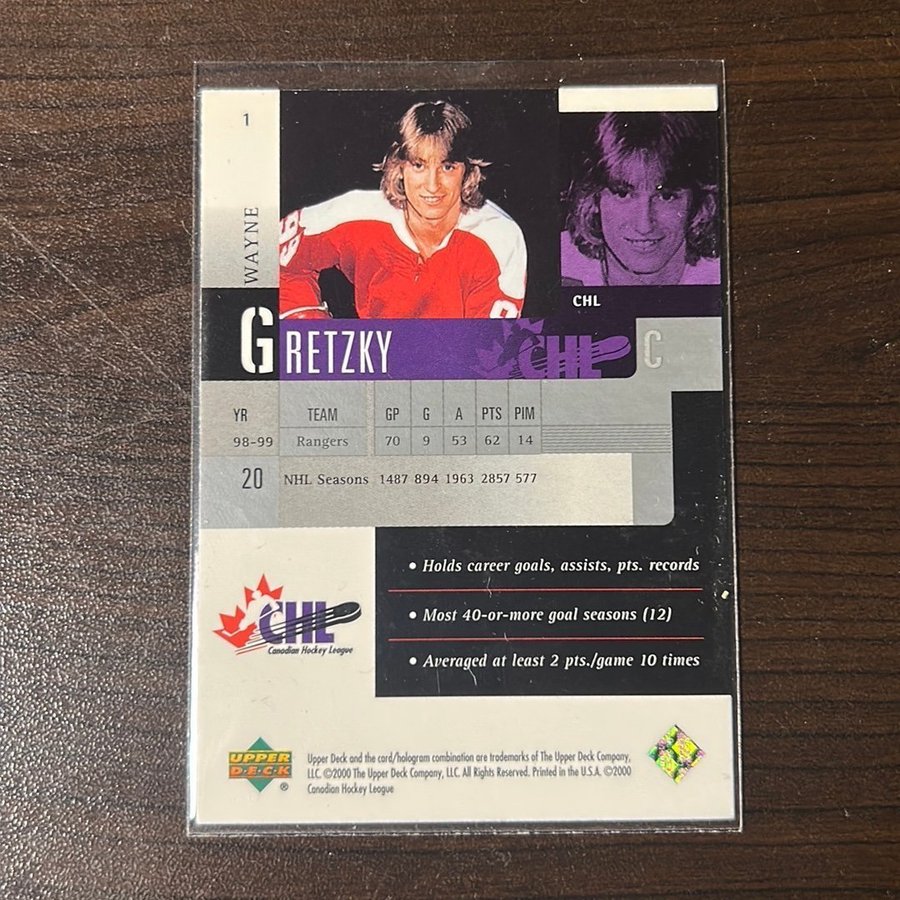 1
WAYNE
GRETZKY
CHL
CHL
C
YR TEAM GP G A PTS PIM
98-99 Rangers 70 9 53 62 14
20 NHL Seasons 1487 894 1963 2857 577
• Holds career goals, assists, pts. records
• Most 40-or-more goal seasons (12)
• Averaged at least 2 pts./game 10 times
CHL
Canadian Hockey League
UPPER
DECK
®
Upper Deck and the card/hologram combination are trademarks of The Upper Deck Company,
LLC. ©2000 The Upper Deck Company, LLC. All Rights Reserved. Printed in the U.S.A. ©2000
Canadian Hockey League